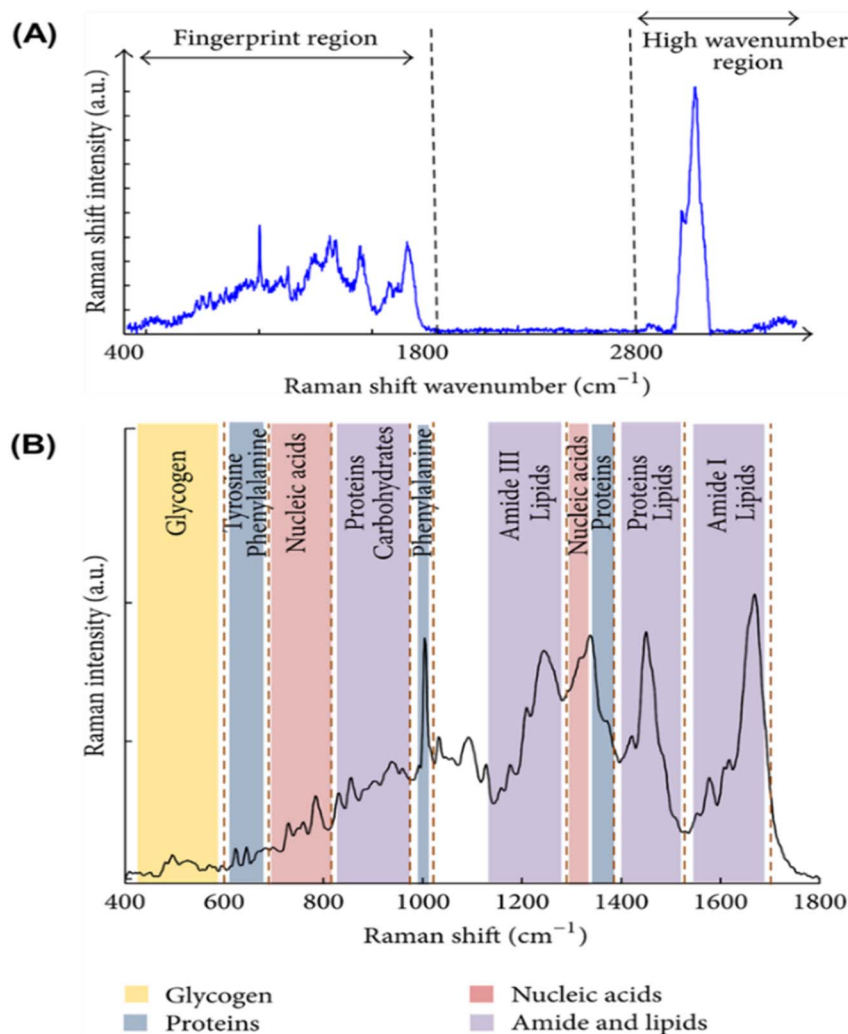 (A)
Fingerprint region
High wavenumber
region
Raman shift intensity (a.u.)
400
1800
2800
Raman shift wavenumber (cm⁻¹)
(B)
Glycogen
Tyrosine
Phenylalanine
Nucleic acids
Proteins
Carbohydrates
Phenylalanine
Amide III
Lipids
Nucleic acids
Proteins
Proteins
Lipids
Amide I
Lipids
Raman intensity (a.u.)
400
600
800
1000
1200
1400
1600
1800
Raman shift (cm⁻¹)
Glycogen
Nucleic acids
Proteins
Amide and lipids